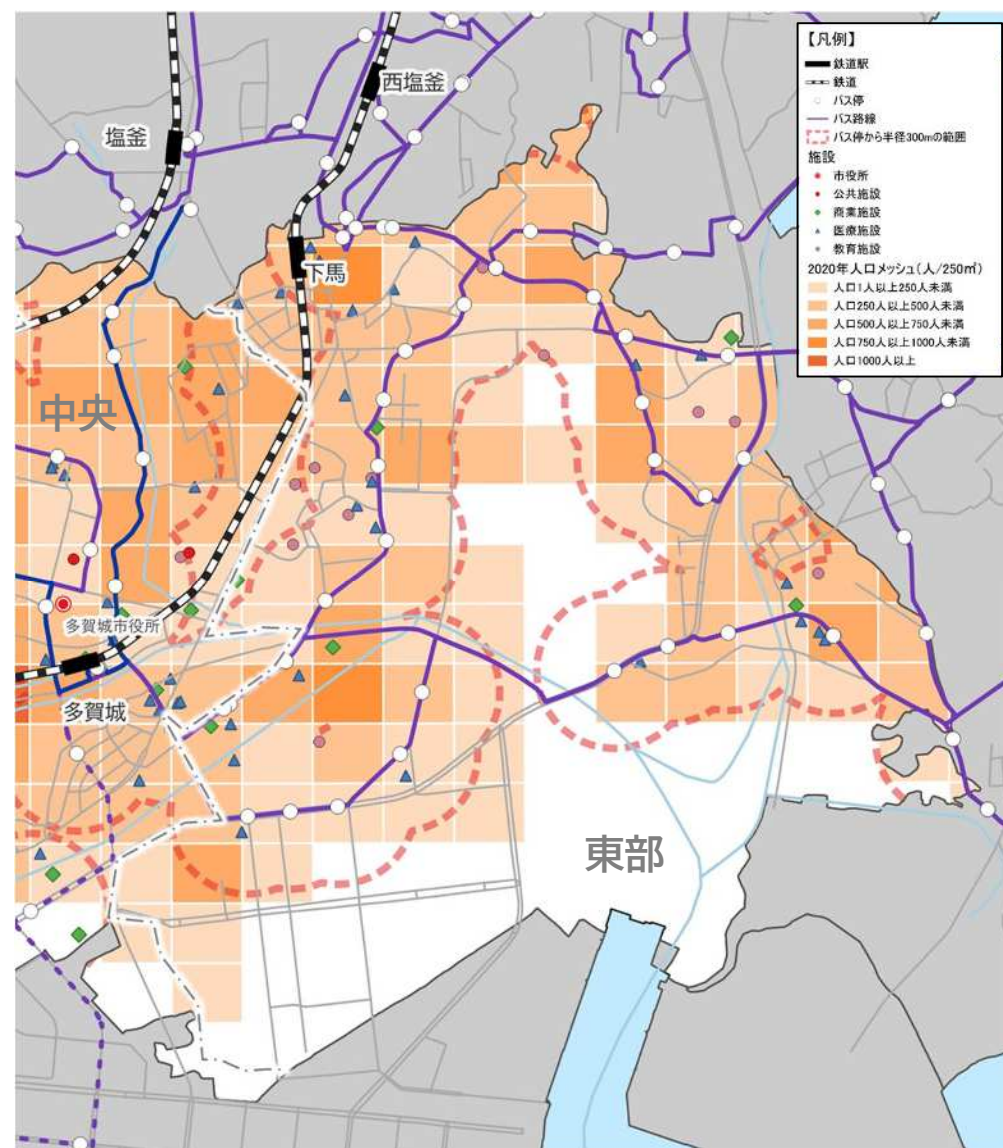 【凡例】
鉄道駅
鉄道
バス停
バス路線
バス停から半径300mの範囲
施設
市役所
公共施設
商業施設
医療施設
教育施設
2020年人口メッシュ(人/250㎡)
人口1人以上250人未満
人口250人以上500人未満
人口500人以上750人未満
人口750人以上1000人未満
人口1000人以上
西塩釜
塩釜
下馬
中央
多賀城市役所
多賀城
東部